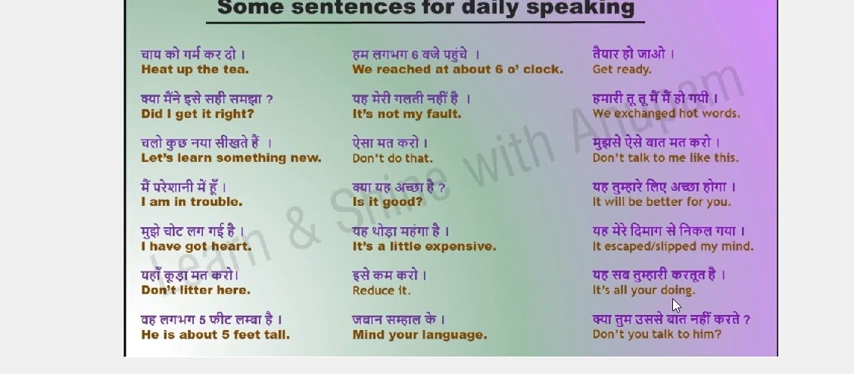 Some sentences for daily speaking
चाय को गर्म कर दो ।
Heat up the tea.
क्या मैंने इसे सही समझा ?
Did I get it right?
चलो कुछ नया सीखते हैं ।
Let's learn something new.
मैं परेशानी में हूँ ।
I am in trouble.
मुझे चोट लग गई है ।
I have got heart.
यहाँ कूड़ा मत करो।
Don't litter here.
वह लगभग 5 फीट लम्बा है ।
He is about 5 feet tall.
हम लगभग 6 बजे पहुंचे ।
We reached at about 6 o' clock.
यह मेरी गलती नहीं है ।
It's not my fault.
ऐसा मत करो ।
Don't do that.
क्या यह अच्छा है ?
Is it good?
यह थोड़ा महंगा है ।
It's a little expensive.
इसे कम करो ।
Reduce it.
जबान सम्हाल के ।
Mind your language.
तैयार हो जाओ ।
Get ready.
हमारी तू तू मैं मैं हो गयी ।
We exchanged hot words.
मुझसे ऐसे बात मत करो ।
Don't talk to me like this.
यह तुम्हारे लिए अच्छा होगा ।
It will be better for you.
यह मेरे दिमाग से निकल गया ।
It escaped/slipped my mind.
यह सब तुम्हारी करतूत है ।
It's all your doing.
क्या तुम उससे बात नहीं करते ?
Don't you talk to him?
Learn & Shine with Anupam